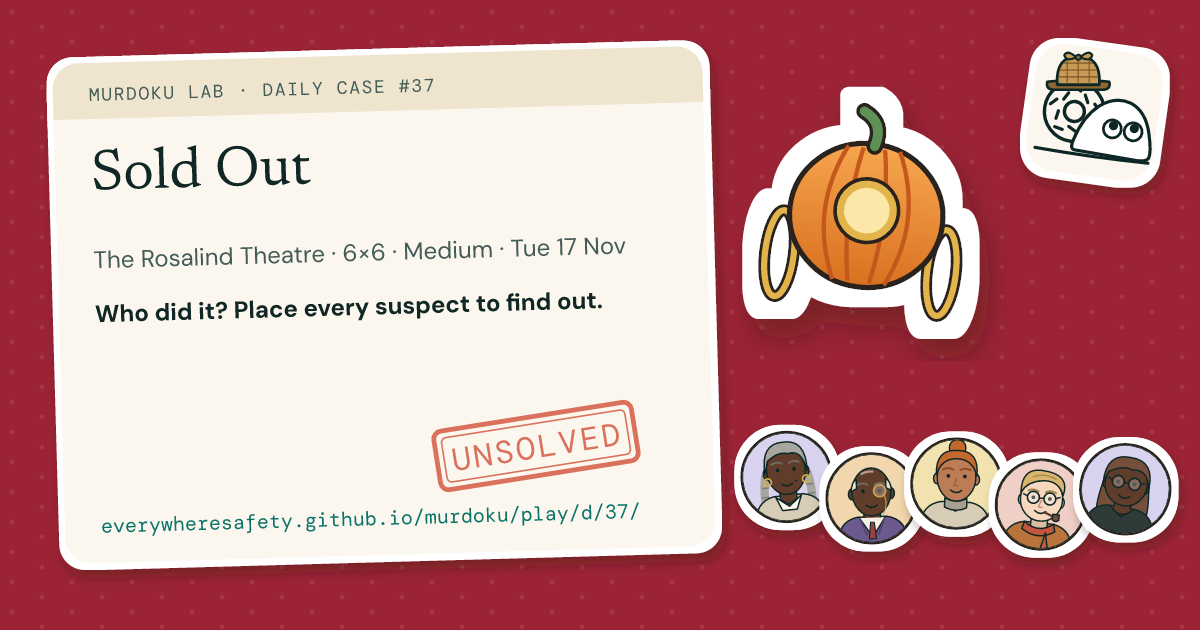 MURDOKU LAB · DAILY CASE #37
Sold Out
The Rosalind Theatre · 6×6 · Medium · Tue 17 Nov
Who did it? Place every suspect to find out.
UNSOLVED
everywheresafety.github.io/murdoku/play/d/37/